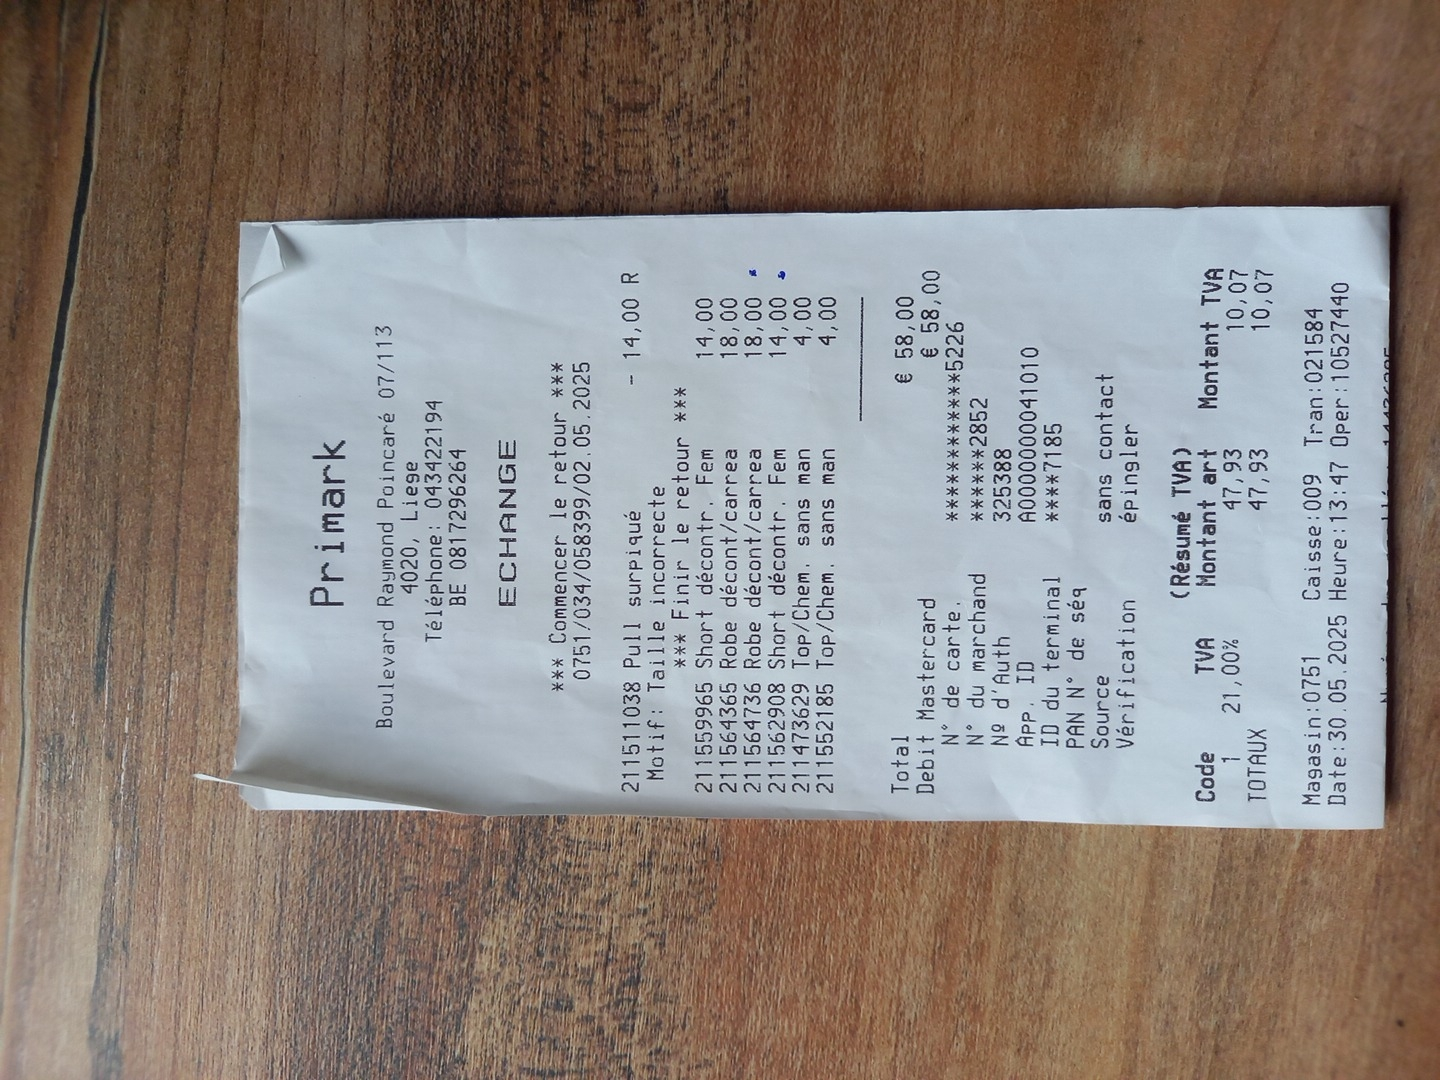 Primark
Boulevard Raymond Poincaré 07/113
4020, Liege
Téléphone: 043422194
BE 0817296264
ECHANGE
*** Commencer le retour ***
0751/034/058399/02.05.2025
211511038 Pull surpiqué - 14,00 R
Motif: Taille incorrecte
*** Finir le retour ***
211559965 Short décontr. Fem 14,00
211564365 Robe décont/carrea 18,00
211564736 Robe décont/carrea 18,00
211562908 Short décontr. Fem 14,00
211473629 Top/Chem. sans man 4,00
211552185 Top/Chem. sans man 4,00
Total € 58,00
Debit Mastercard € 58,00
N° de carte. ************5226
N° du marchand ******2852
Nº d'Auth 325388
App. ID A0000000041010
ID du terminal ****7185
PAN N° de séq
Source sans contact
Vérification épingler
(Résumé TVA)
Code TVA Montant art Montant TVA
1 21,00% 47,93 10,07
TOTAUX 47,93 10,07
Magasin:0751 Caisse:009 Tran:021584
Date:30.05.2025 Heure:13:47 Oper:10527440